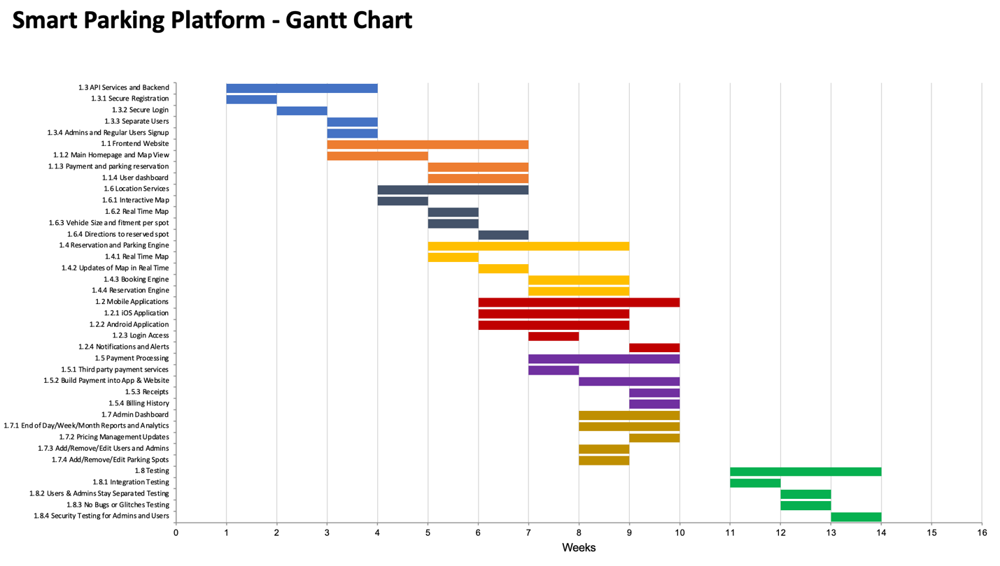 Smart Parking Platform - Gantt Chart
1.3 API Services and Backend
1.3.1 Secure Registration
1.3.2 Secure Login
1.3.3 Separate Users
1.3.4 Admins and Regular Users Signup
1.1 Frontend Website
1.1.2 Main Homepage and Map View
1.1.3 Payment and parking reservation
1.1.4 User dashboard
1.6 Location Services
1.6.1 Interactive Map
1.6.2 Real Time Map
1.6.3 Vehicle Size and fitment per spot
1.6.4 Directions to reserved spot
1.4 Reservation and Parking Engine
1.4.1 Real Time Map
1.4.2 Updates of Map in Real Time
1.4.3 Booking Engine
1.4.4 Reservation Engine
1.2 Mobile Applications
1.2.1 iOS Application
1.2.2 Android Application
1.2.3 Login Access
1.2.4 Notifications and Alerts
1.5 Payment Processing
1.5.1 Third party payment services
1.5.2 Build Payment into App & Website
1.5.3 Receipts
1.5.4 Billing History
1.7 Admin Dashboard
1.7.1 End of Day/Week/Month Reports and Analytics
1.7.2 Pricing Management Updates
1.7.3 Add/Remove/Edit Users and Admins
1.7.4 Add/Remove/Edit Parking Spots
1.8 Testing
1.8.1 Integration Testing
1.8.2 Users & Admins Stay Separated Testing
1.8.3 No Bugs or Glitches Testing
1.8.4 Security Testing for Admins and Users
0 1 2 3 4 5 6 7 8 9 10 11 12 13 14 15 16
Weeks